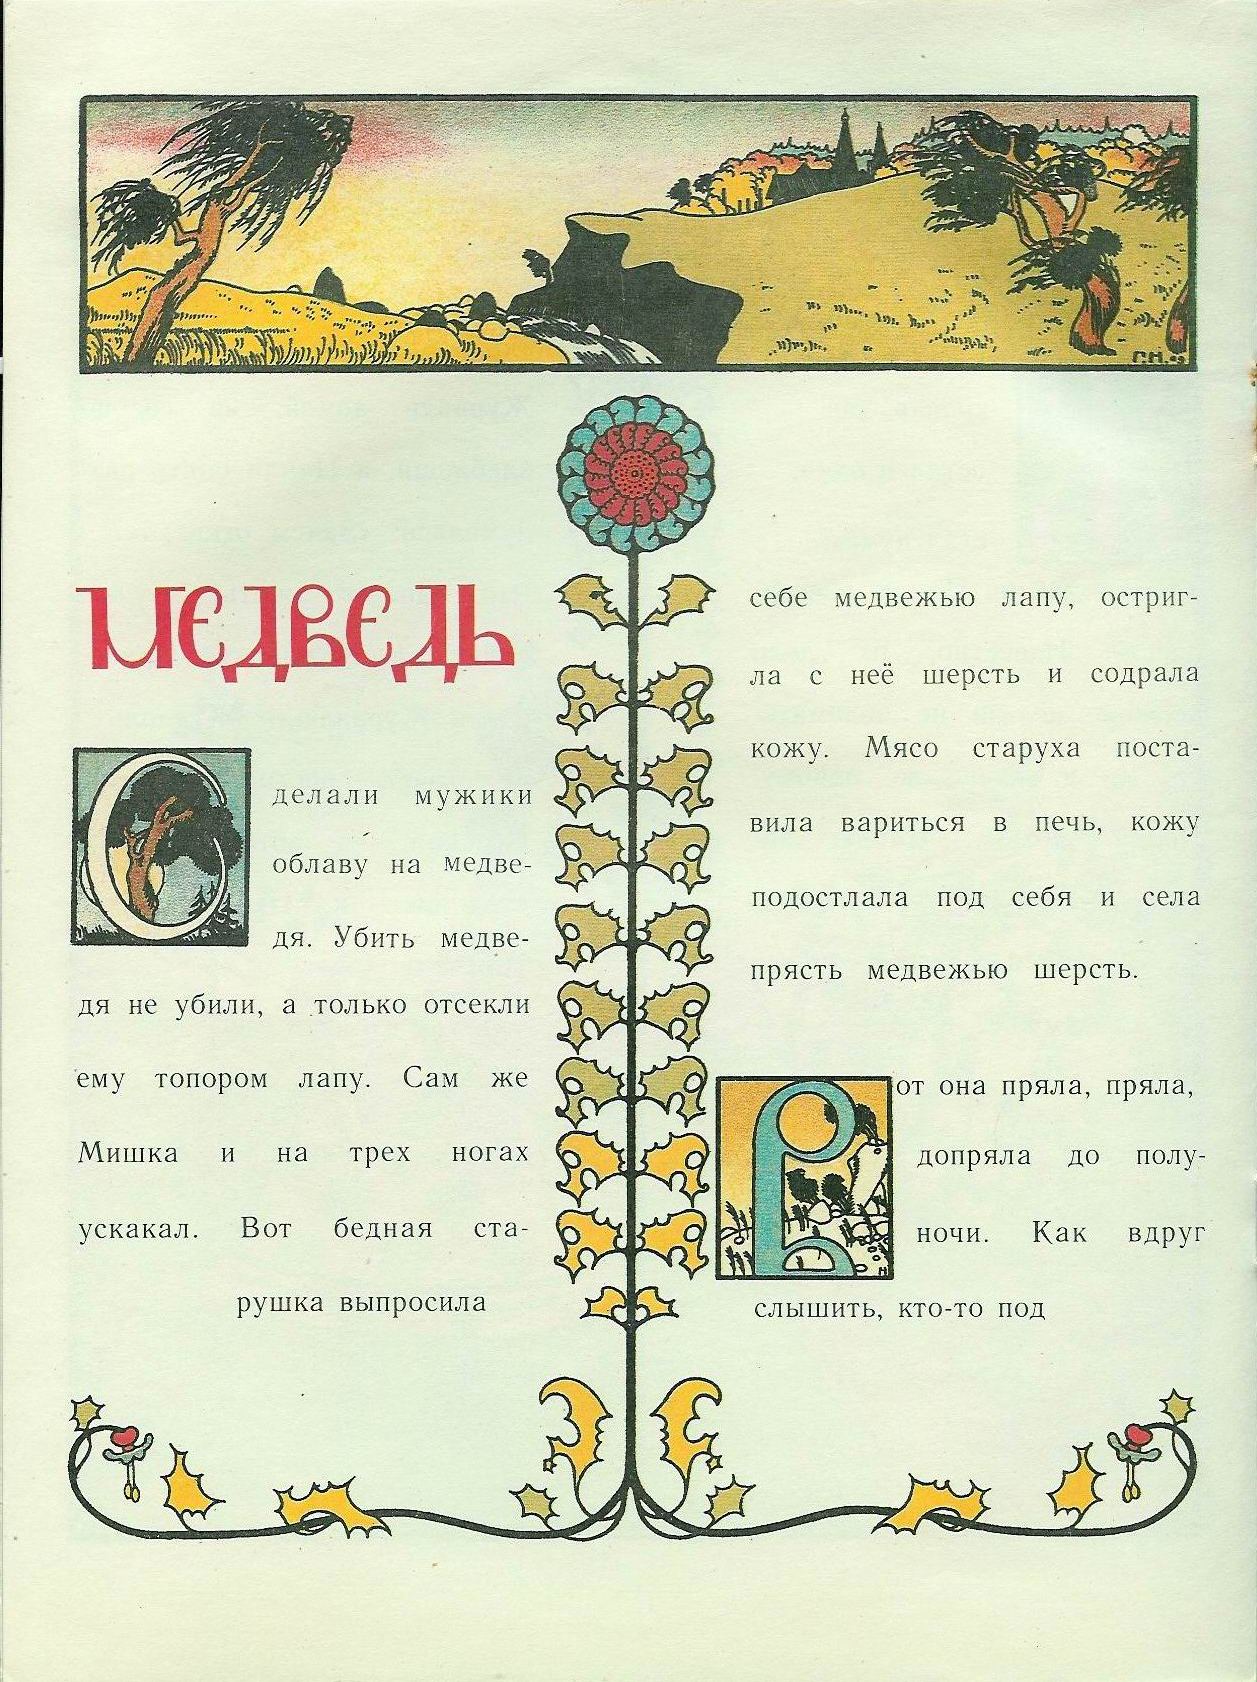 МЕДВЕДЬ
Сделали мужики
облаву на медве-
дя. Убить медве-
дя не убили, а только отсекли
ему топором лапу. Сам же
Мишка и на трех ногах
ускакал. Вот бедная ста-
рушка выпросила
себе медвежью лапу, остриг-
ла с неё шерсть и содрала
кожу. Мясо старуха поста-
вила вариться в печь, кожу
подостлала под себя и села
прясть медвежью шерсть.
Вот она пряла, пряла,
допряла до полу-
ночи. Как вдруг
слышить, кто-то под